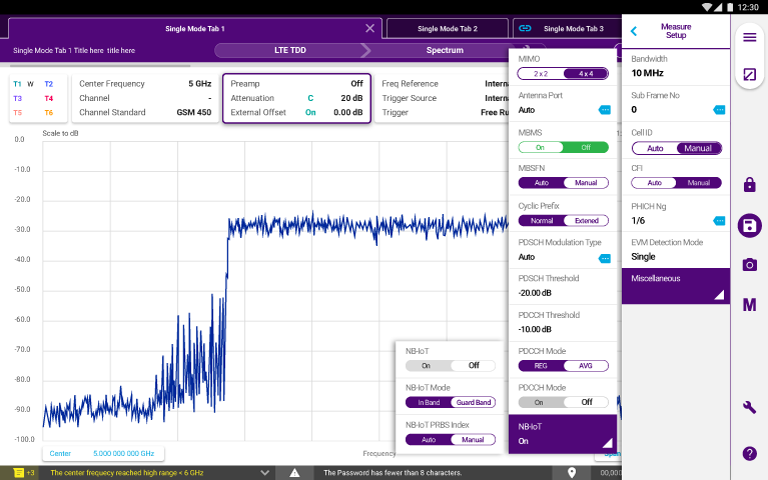 12:30
Single Mode Tab 1
Single Mode Tab 2
Single Mode Tab 3
Single Mode Tab 1 Title here title here
LTE TDD
Spectrum
T1 W T2
T3 T4
T5 T6
Center Frequency 5 GHz
Channel -
Channel Standard GSM 450
Preamp Off
Attenuation C 20 dB
External Offset On 0.00 dB
Freq Reference Interna
Trigger Source Interna
Trigger Free Ru
Scale to dB
0.0
-10.0
-20.0
-30.0
-40.0
-50.0
-60.0
-70.0
-80.0
-90.0
-100.0
Center 5.000 000 000 GHz
Frequency
Span
+3
The center frequecy reached high range < 6 GHz
The Password has fewer than 8 characters.
00,000
NB-IoT
On Off
NB-IoT Mode
In Band Guard Band
NB-IoT PRBS Index
Auto Manual
MIMO
2 x 2 4 x 4
Antenna Port
Auto
MBMS
On Off
MBSFN
Auto Manual
Cyclic Prefix
Normal Extened
PDSCH Modulation Type
Auto
PDSCH Threshold
-20.00 dB
PDCCH Threshold
-10.00 dB
PDCCH Mode
REG AVG
PDCCH Mode
On Off
NB-IoT
On
Measure
Setup
Bandwidth
10 MHz
Sub Frame No
0
Cell ID
Auto Manual
CFI
Auto Manual
PHICH Ng
1/6
EVM Detection Mode
Single
Miscellaneous
M